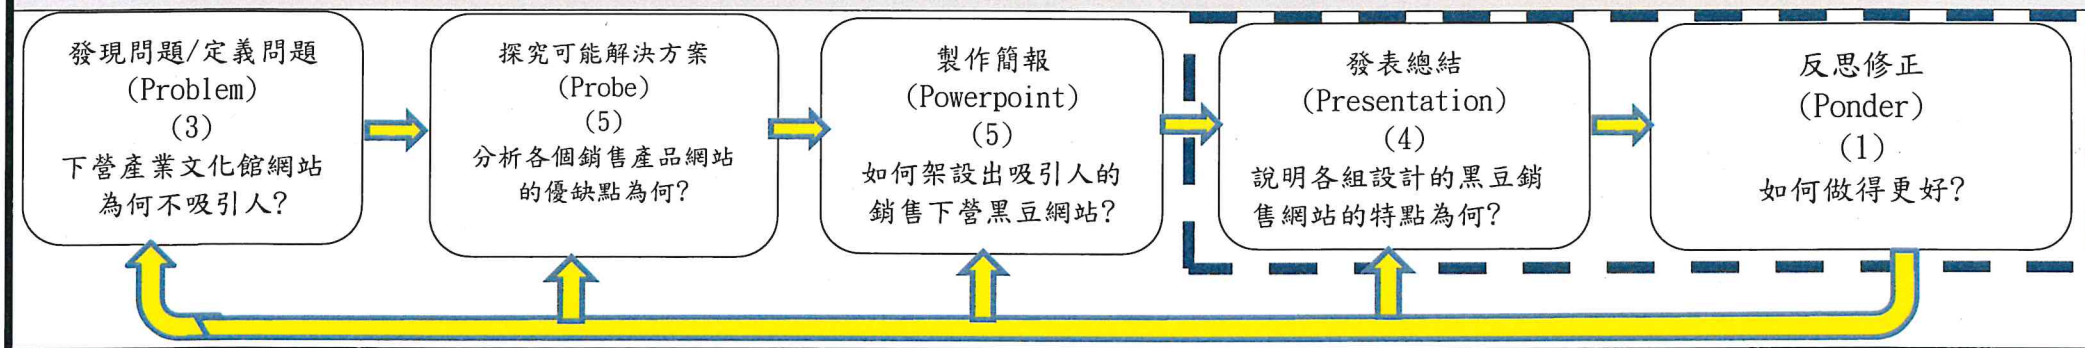 發現問題/定義問題
(Problem)
(3)
下營產業文化館網站
為何不吸引人?
探究可能解決方案
(Probe)
(5)
分析各個銷售產品網站
的優缺點為何?
製作簡報
(Powerpoint)
(5)
如何架設出吸引人的
銷售下營黑豆網站?
發表總結
(Presentation)
(4)
說明各組設計的黑豆銷
售網站的特點為何?
反思修正
(Ponder)
(1)
如何做得更好?